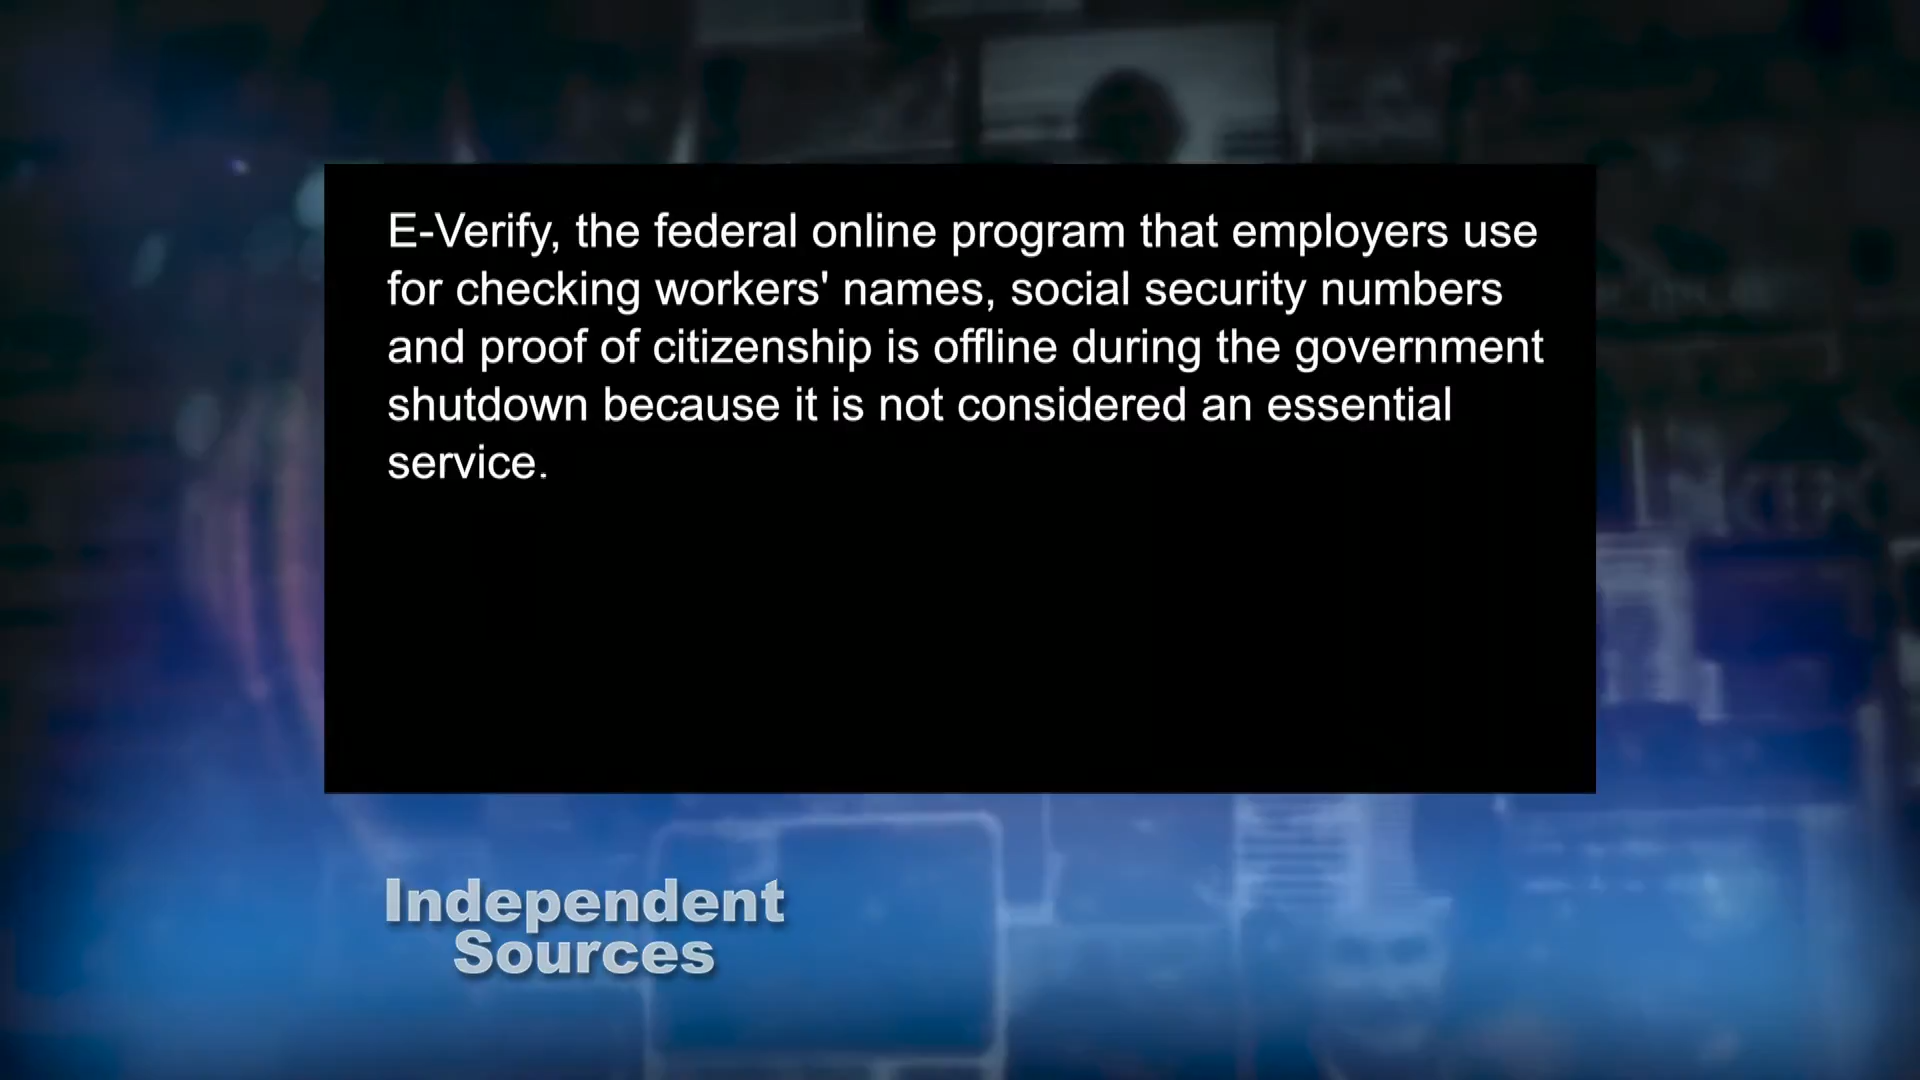 E-Verify, the federal online program that employers use
for checking workers' names, social security numbers
and proof of citizenship is offline during the government
shutdown because it is not considered an essential
service.
Independent
Sources